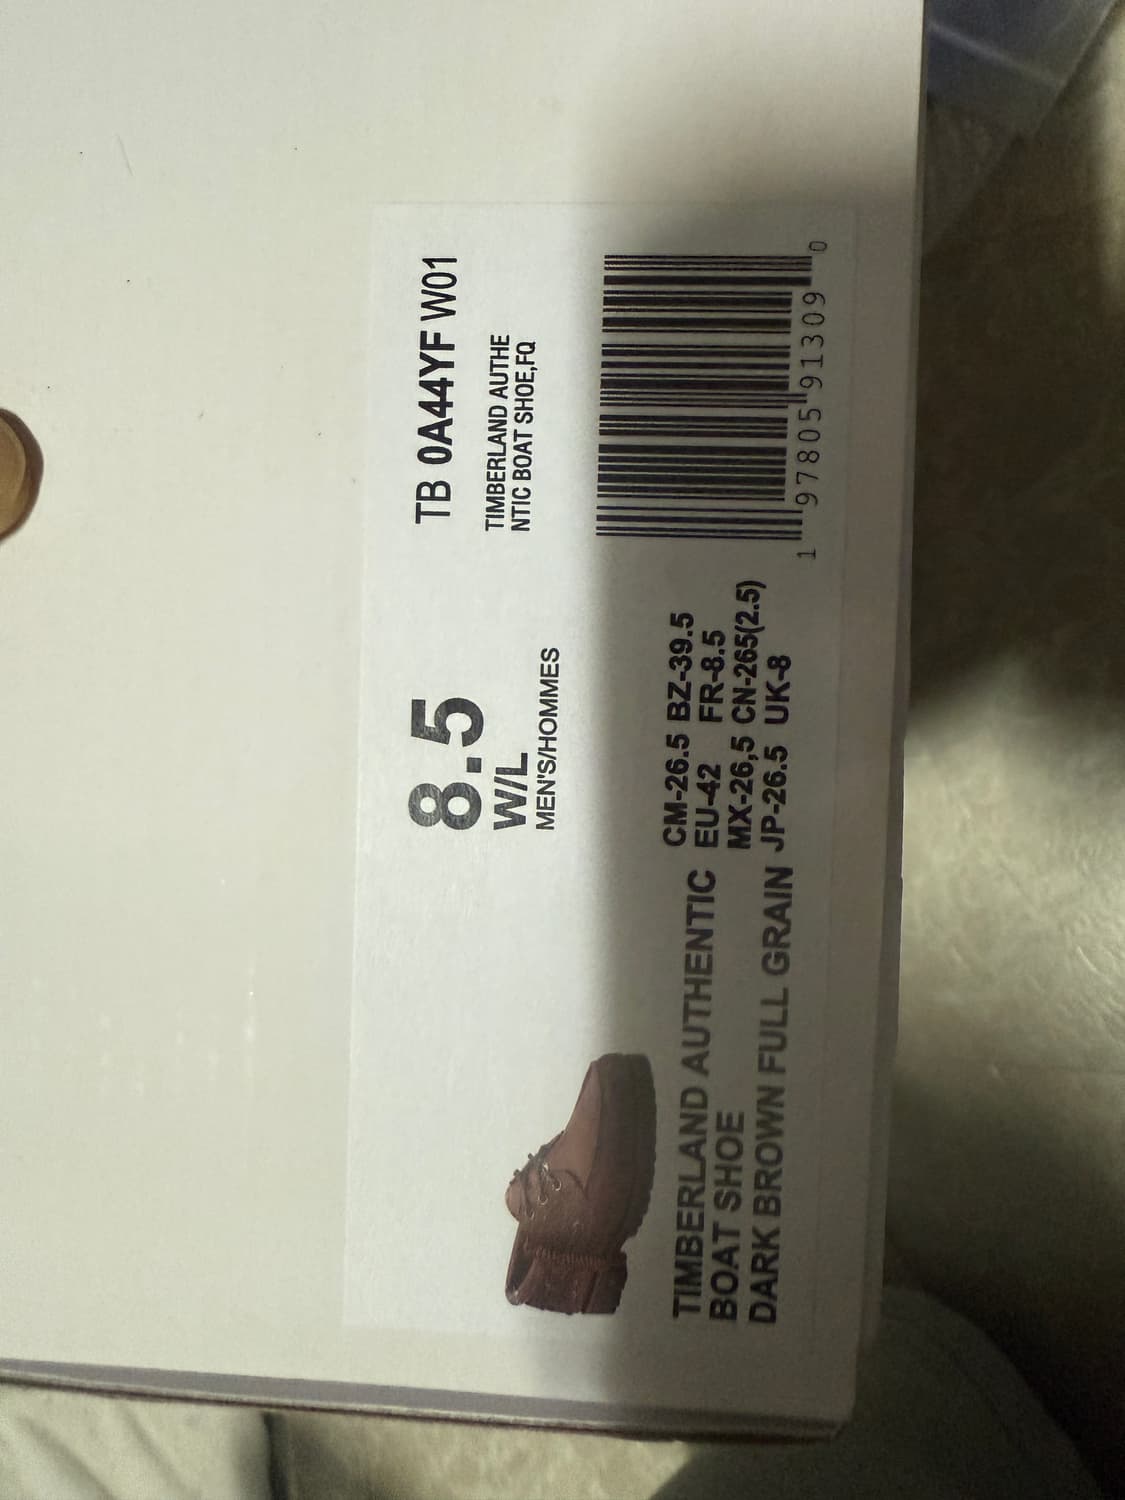 8.5
W/L
MEN'S/HOMMES
TB 0A44YF W01
TIMBERLAND AUTHE
NTIC BOAT SHOE,FQ
TIMBERLAND AUTHENTIC
BOAT SHOE
DARK BROWN FULL GRAIN
CM-26.5 BZ-39.5
EU-42 FR-8.5
MX-26,5 CN-265(2.5)
JP-26.5 UK-8
1 97805 91309 0